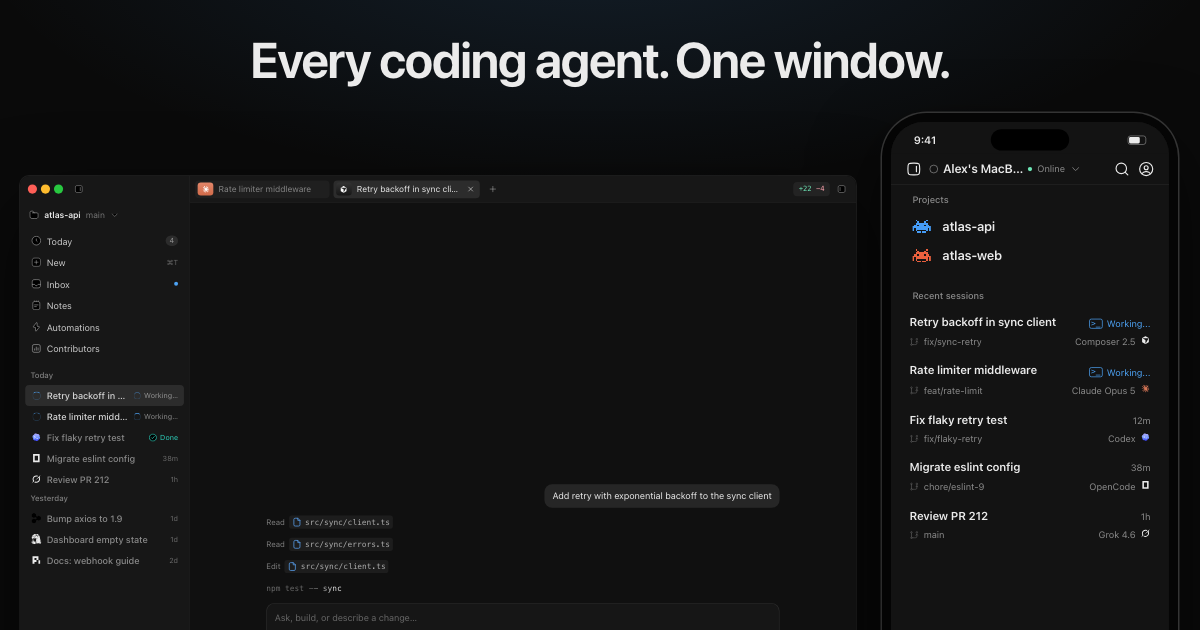 Every coding agent. One window.
Rate limiter middleware
Retry backoff in sync cli...
+22 −4
atlas-api main
Today 4
New ⌘T
Inbox
Notes
Automations
Contributors
Today
Retry backoff in ... Working...
Rate limiter midd... Working...
Fix flaky retry test Done
Migrate eslint config 38m
Review PR 212 1h
Yesterday
Bump axios to 1.9 1d
Dashboard empty state 1d
Docs: webhook guide 2d
Add retry with exponential backoff to the sync client
Read src/sync/client.ts
Read src/sync/errors.ts
Edit src/sync/client.ts
npm test -- sync
Ask, build, or describe a change...
9:41
Alex's MacB... Online
Projects
atlas-api
atlas-web
Recent sessions
Retry backoff in sync client Working...
fix/sync-retry Composer 2.5
Rate limiter middleware Working...
feat/rate-limit Claude Opus 5
Fix flaky retry test 12m
fix/flaky-retry Codex
Migrate eslint config 38m
chore/eslint-9 OpenCode
Review PR 212 1h
main Grok 4.6